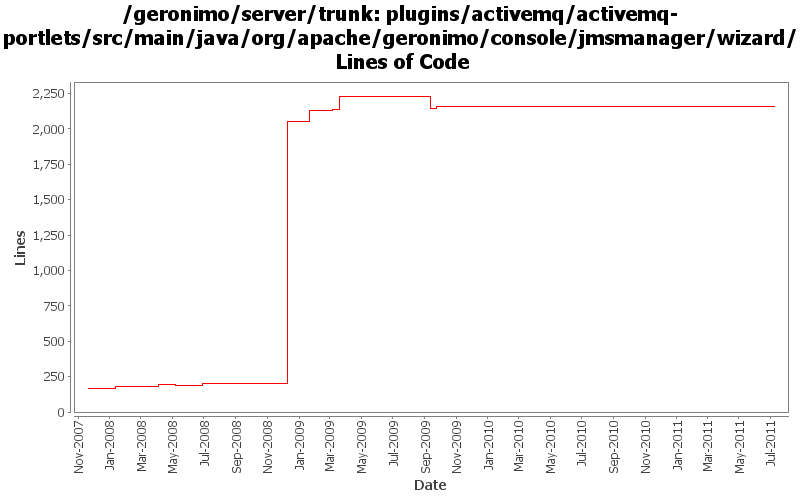 /geronimo/server/trunk: plugins/activemq/activemq-
portlets/src/main/java/org/apache/geronimo/console/jmsmanager/wizard/
Lines of Code
2,250
2,000
1,750
1,500
1,250
1,000
750
500
250
0
Lines
Nov-2007
Jan-2008
Mar-2008
May-2008
Jul-2008
Sep-2008
Nov-2008
Jan-2009
Mar-2009
May-2009
Jul-2009
Sep-2009
Nov-2009
Jan-2010
Mar-2010
May-2010
Jul-2010
Sep-2010
Nov-2010
Jan-2011
Mar-2011
May-2011
Jul-2011
Date